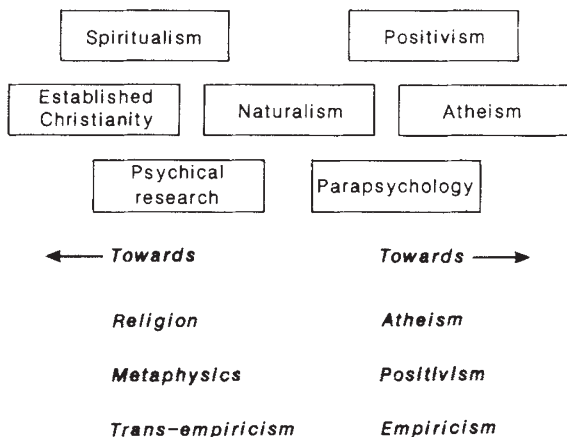 Spiritualism
Positivism
Established
Christianity
Naturalism
Atheism
Psychical
research
Parapsychology
Towards
Towards
Religion
Atheism
Metaphysics
Positivism
Trans-empiricism
Empiricism